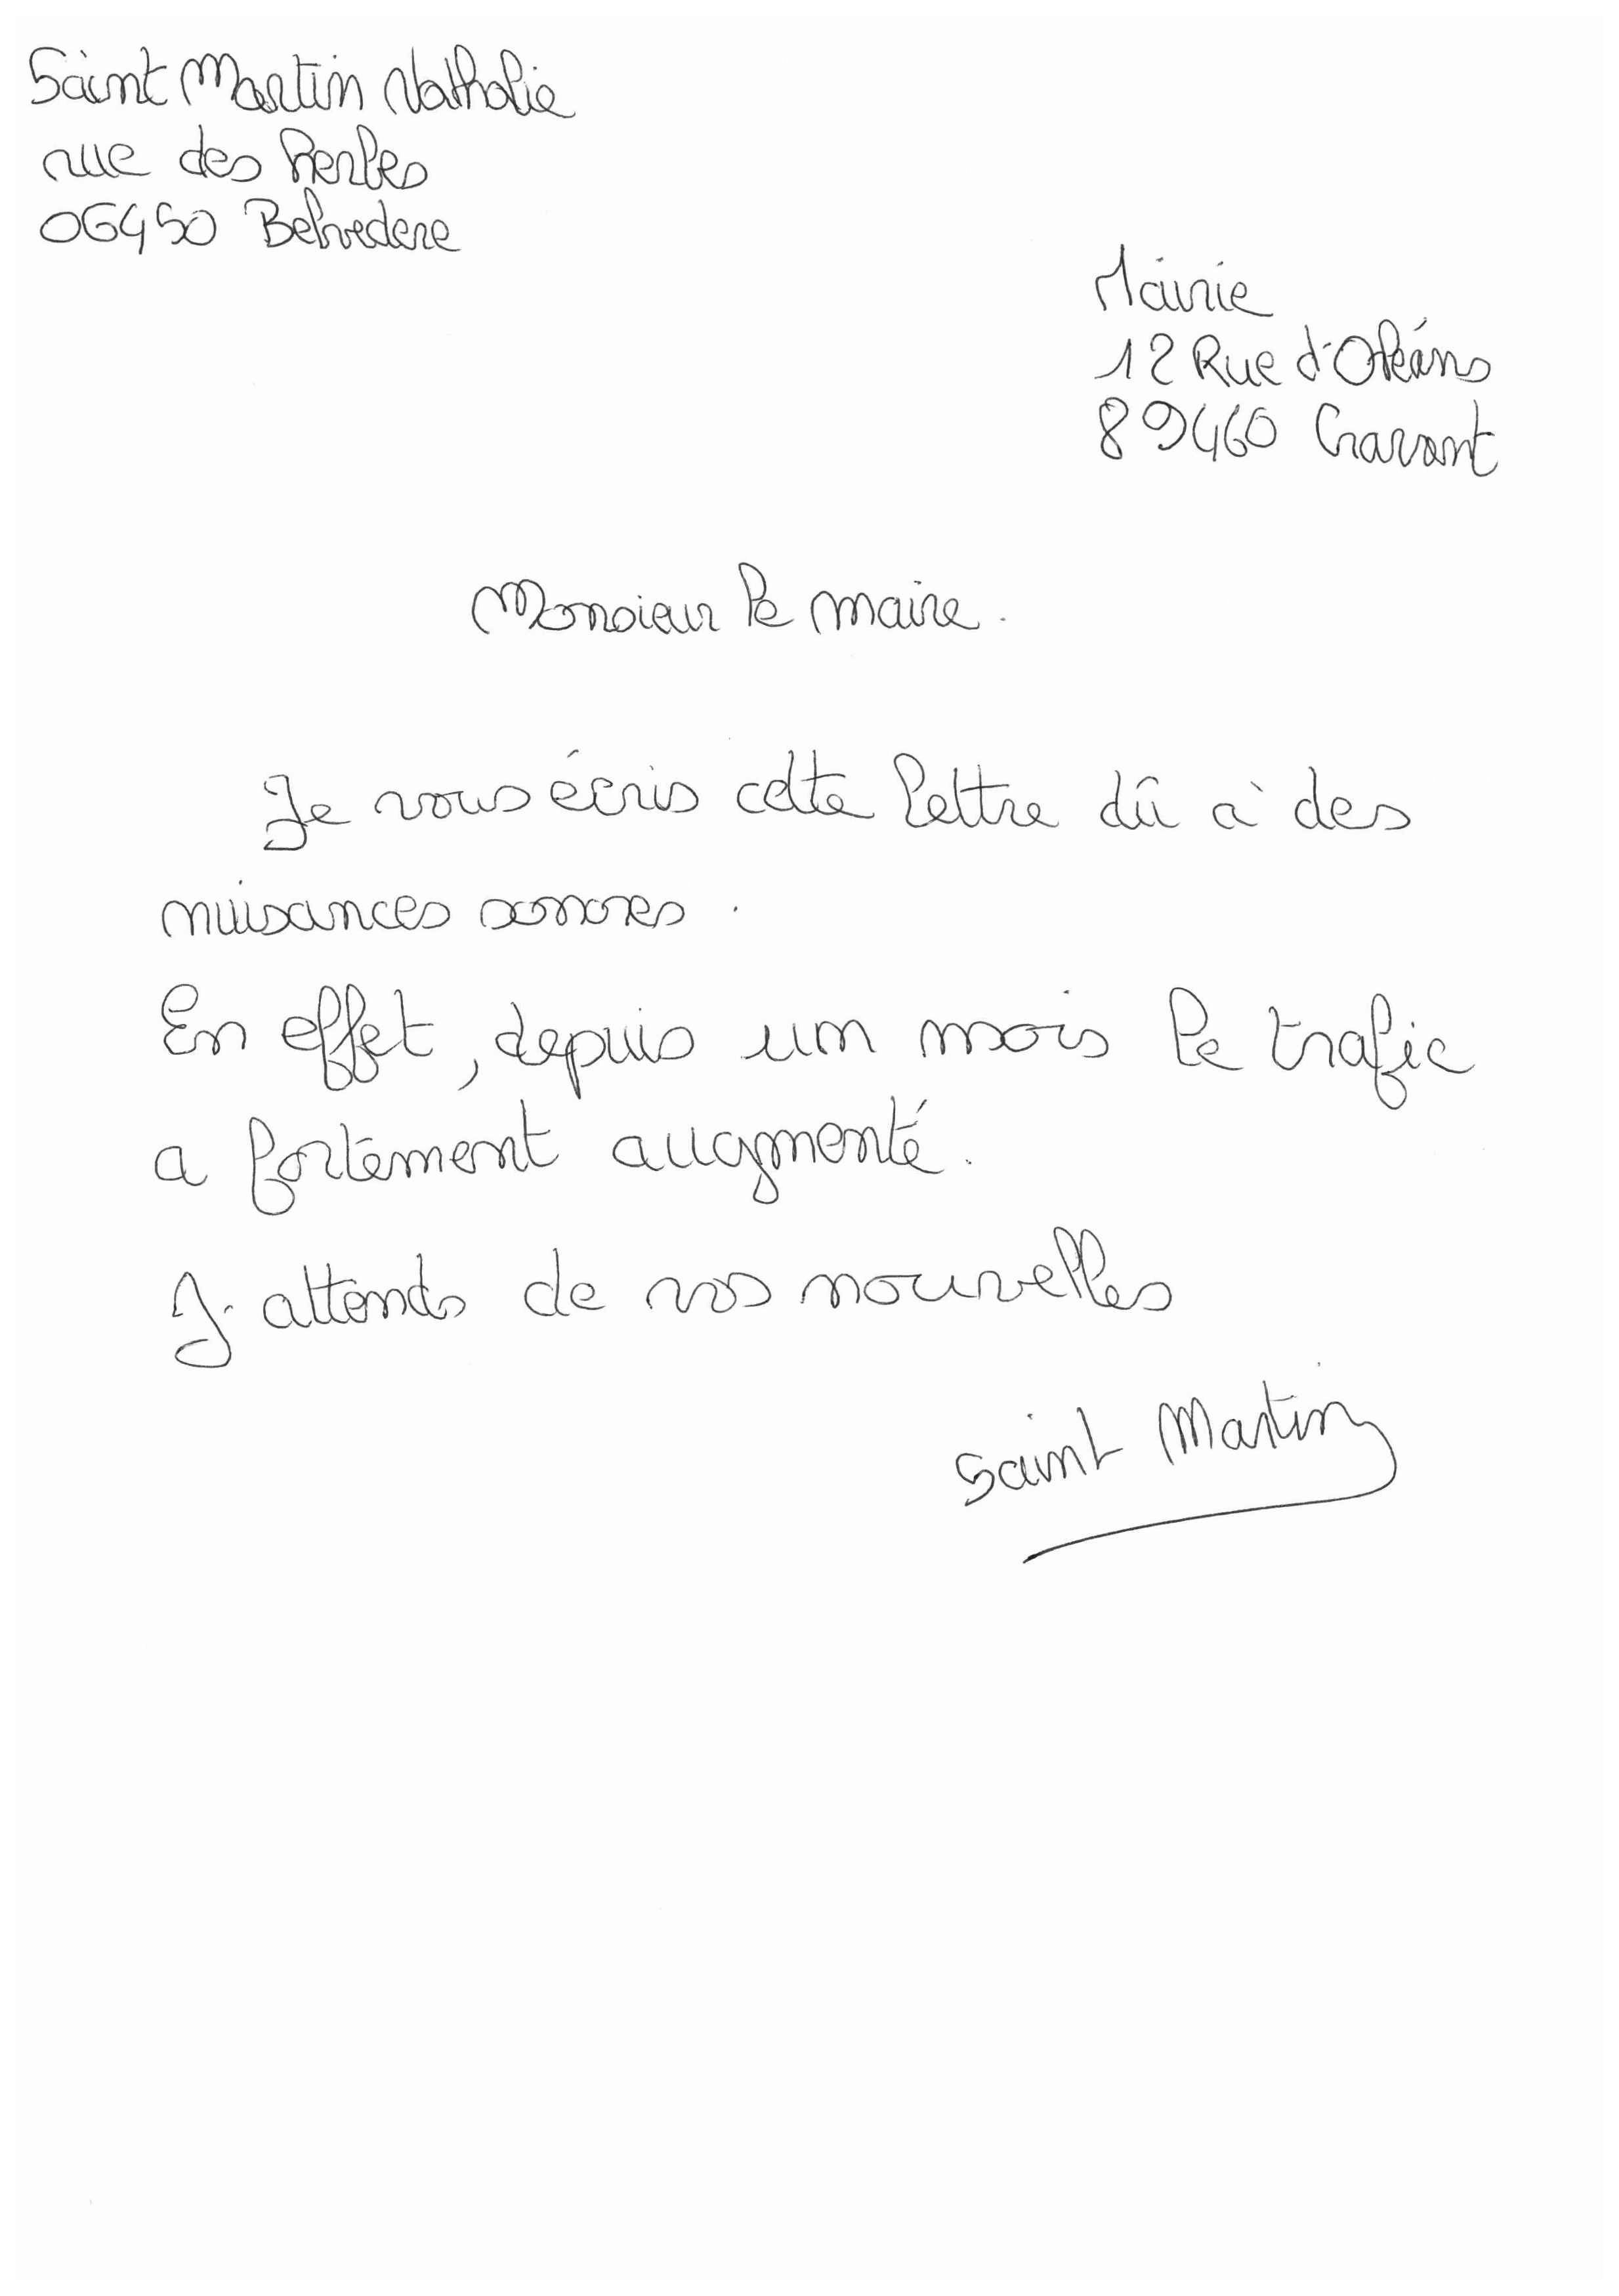 Saint Martin Nathalie
rue des Herbes
06450 Belvedere
Mairie
12 Rue d'Orléans
89460 Cravant
Monsieur le maire.
Je vous écris cette lettre dû à des
nuisances sonores.
En effet, depuis un mois le trafic
a fortement augmenté.
J'attends de vos nouvelles
Saint Martin